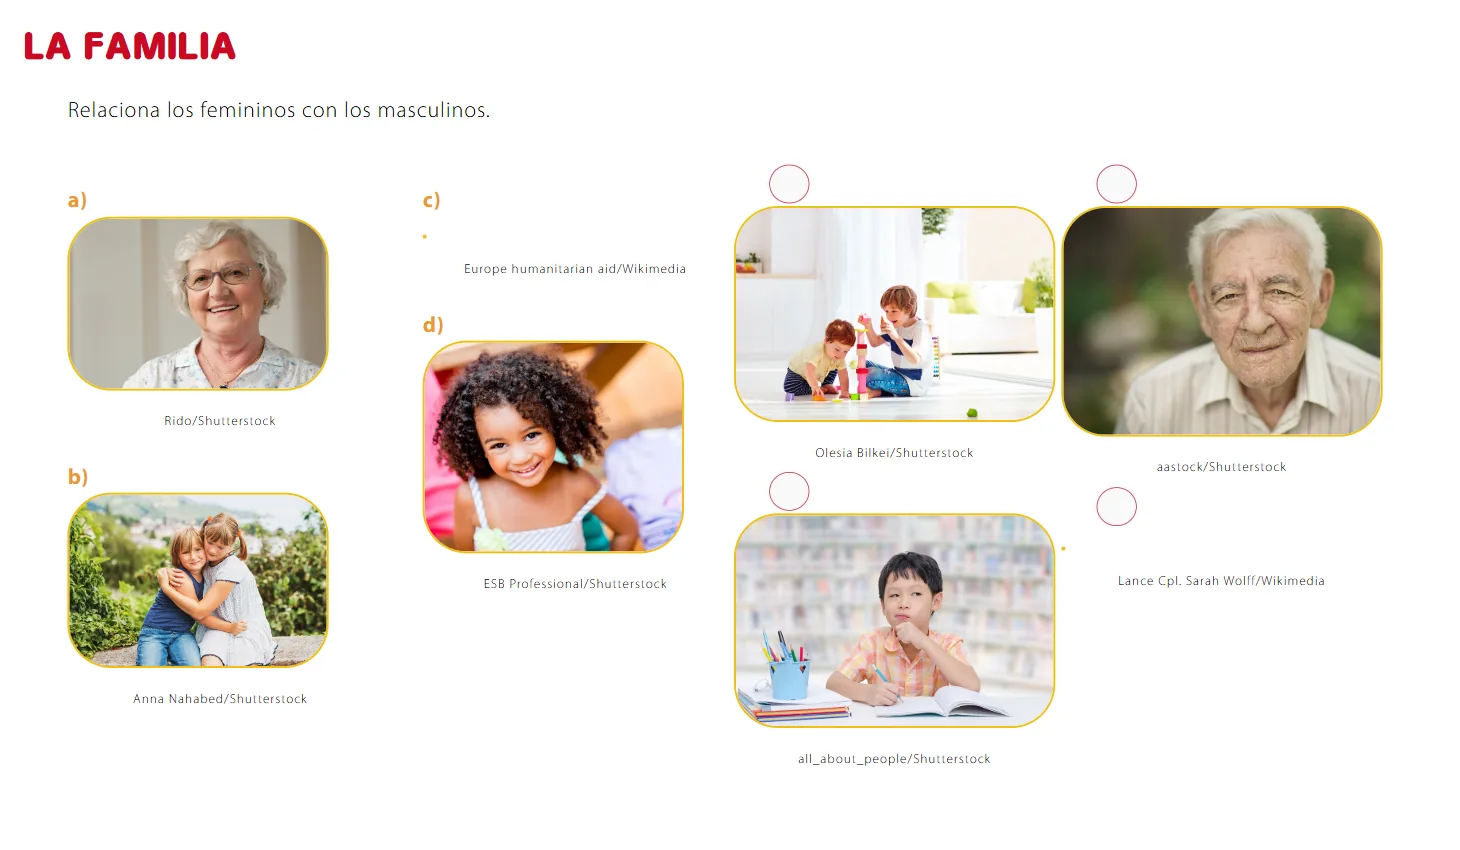 LA FAMILIA
Relaciona los femininos con los masculinos.
a)
Rido/Shutterstock
b)
Anna Nahabed/Shutterstock
c)
Europe humanitarian aid/Wikimedia
d)
ESB Professional/Shutterstock
Olesia Bilkei/Shutterstock
aastock/Shutterstock
all_about_people/Shutterstock
Lance Cpl. Sarah Wolff/Wikimedia